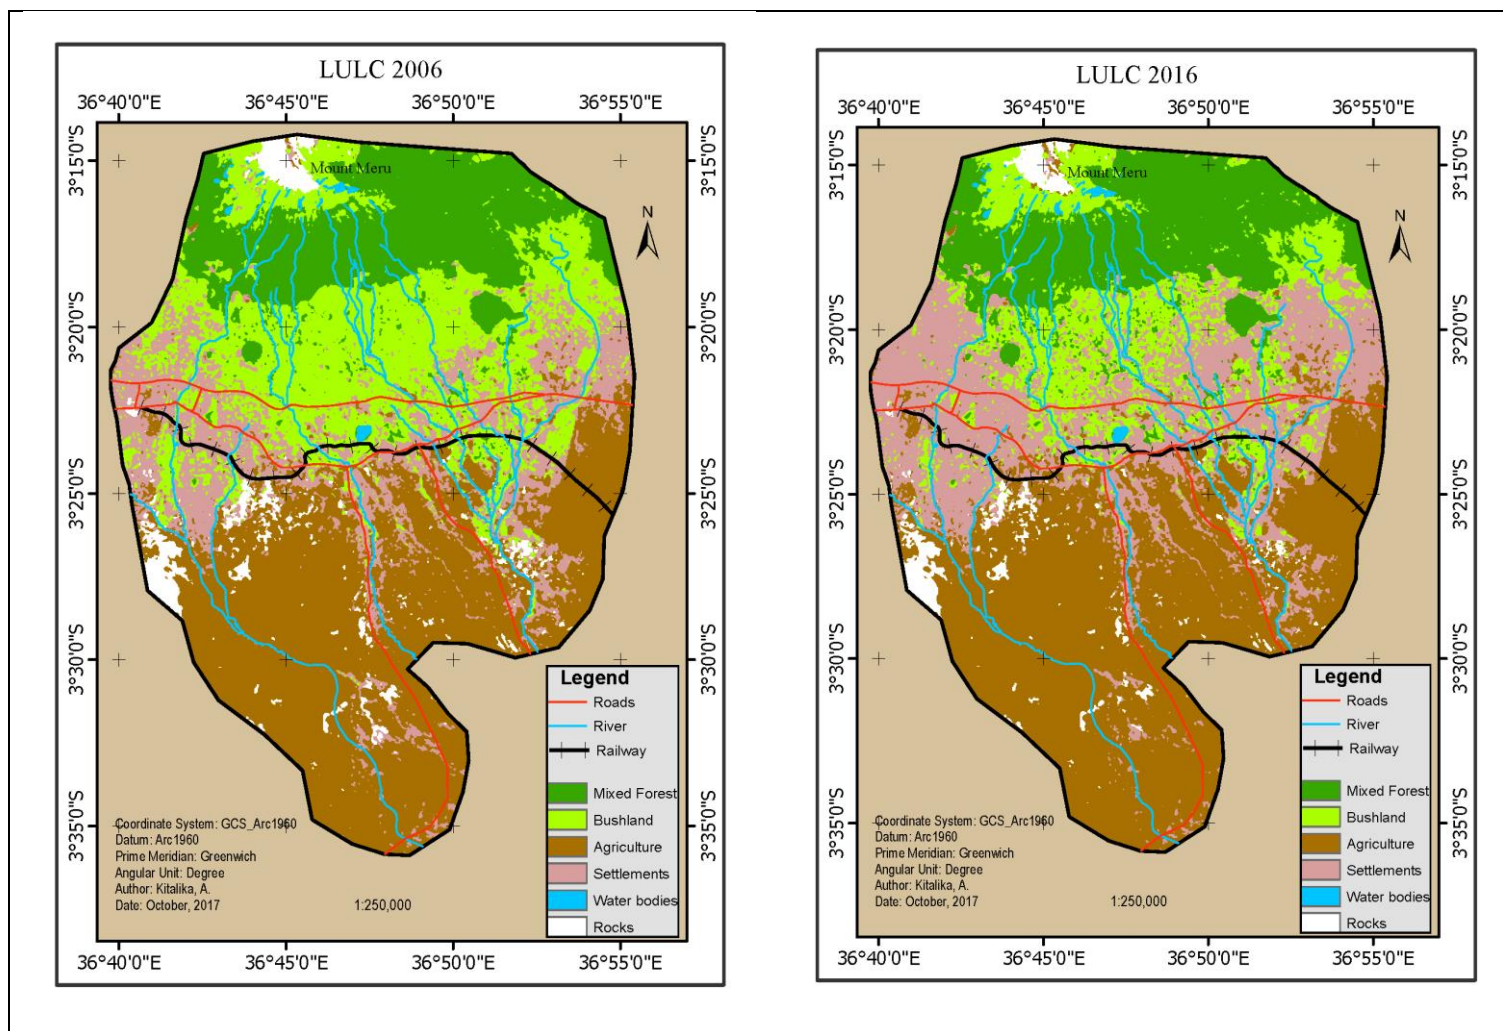 LULC 2006
36°40'0"E 36°45'0"E 36°50'0"E 36°55'0"E
3°15'0"S
3°20'0"S
3°25'0"S
3°30'0"S
3°35'0"S
Mount Meru
N
3°15'0"S
3°20'0"S
3°25'0"S
3°30'0"S
3°35'0"S
Legend
Roads
River
Railway
Mixed Forest
Bushland
Agriculture
Settlements
Water bodies
Rocks
Coordinate System: GCS_Arc1960
Datum: Arc1960
Prime Meridian: Greenwich
Angular Unit: Degree
Author: Kitalika, A.
Date: October, 2017
1:250,000
36°40'0"E 36°45'0"E 36°50'0"E 36°55'0"E
LULC 2016
36°40'0"E 36°45'0"E 36°50'0"E 36°55'0"E
3°15'0"S
3°20'0"S
3°25'0"S
3°30'0"S
3°35'0"S
Mount Meru
N
3°15'0"S
3°20'0"S
3°25'0"S
3°30'0"S
3°35'0"S
Legend
Roads
River
Railway
Mixed Forest
Bushland
Agriculture
Settlements
Water bodies
Rocks
Coordinate System: GCS_Arc1960
Datum: Arc1960
Prime Meridian: Greenwich
Angular Unit: Degree
Author: Kitalika, A.
Date: October, 2017
1:250,000
36°40'0"E 36°45'0"E 36°50'0"E 36°55'0"E